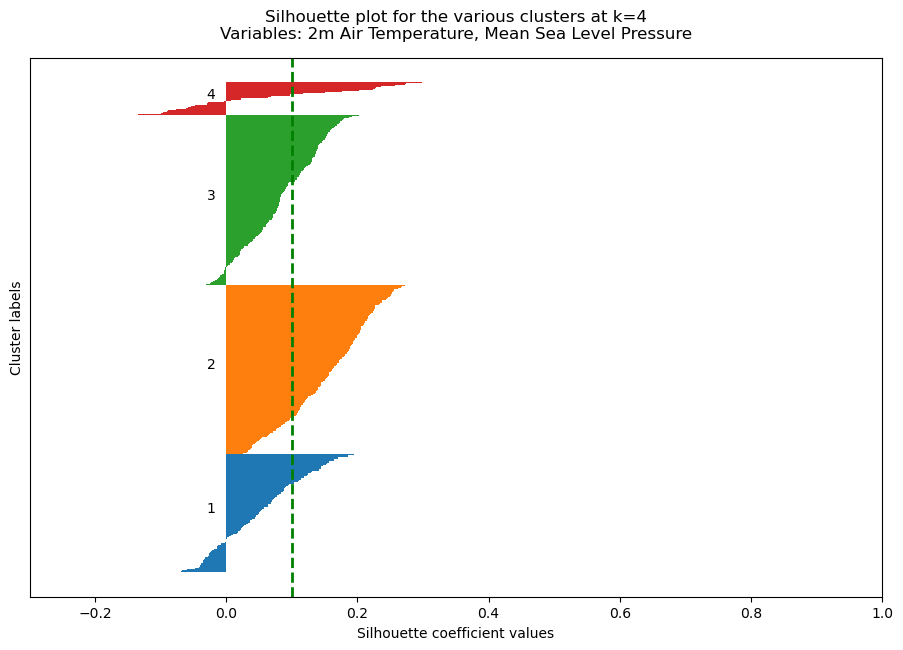 Silhouette plot for the various clusters at k=4
Variables: 2m Air Temperature, Mean Sea Level Pressure
4
3
2
1
Cluster labels
−0.2 0.0 0.2 0.4 0.6 0.8 1.0
Silhouette coefficient values